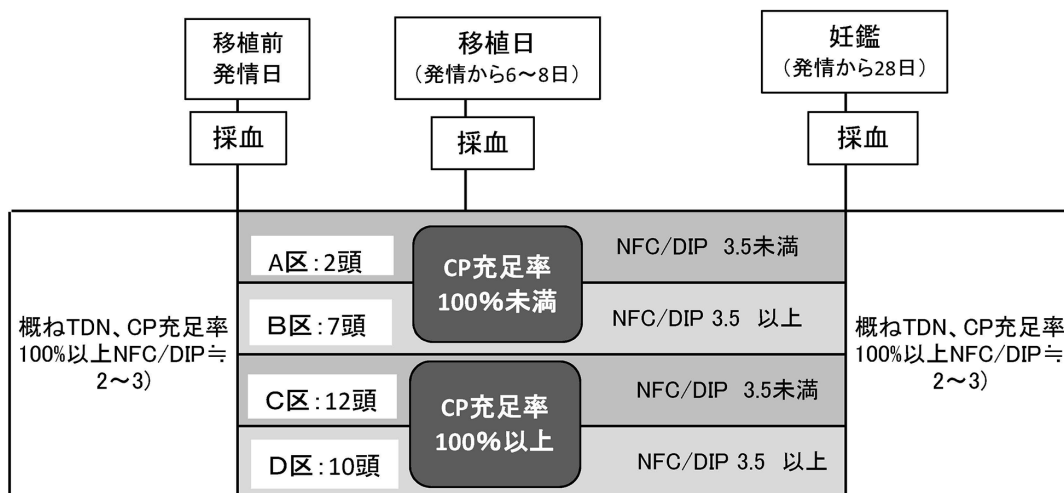 移植前
発情日
移植日
（発情から6～8日）
妊鑑
（発情から28日）
採血
採血
採血
概ねTDN、CP充足率
100%以上NFC/DIP≒
2～3)
A区：2頭
CP充足率
100%未満
NFC/DIP 3.5未満
B区：7頭
NFC/DIP 3.5 以上
C区：12頭
CP充足率
100%以上
NFC/DIP 3.5未満
D区：10頭
NFC/DIP 3.5 以上
概ねTDN、CP充足率
100%以上NFC/DIP≒
2～3)